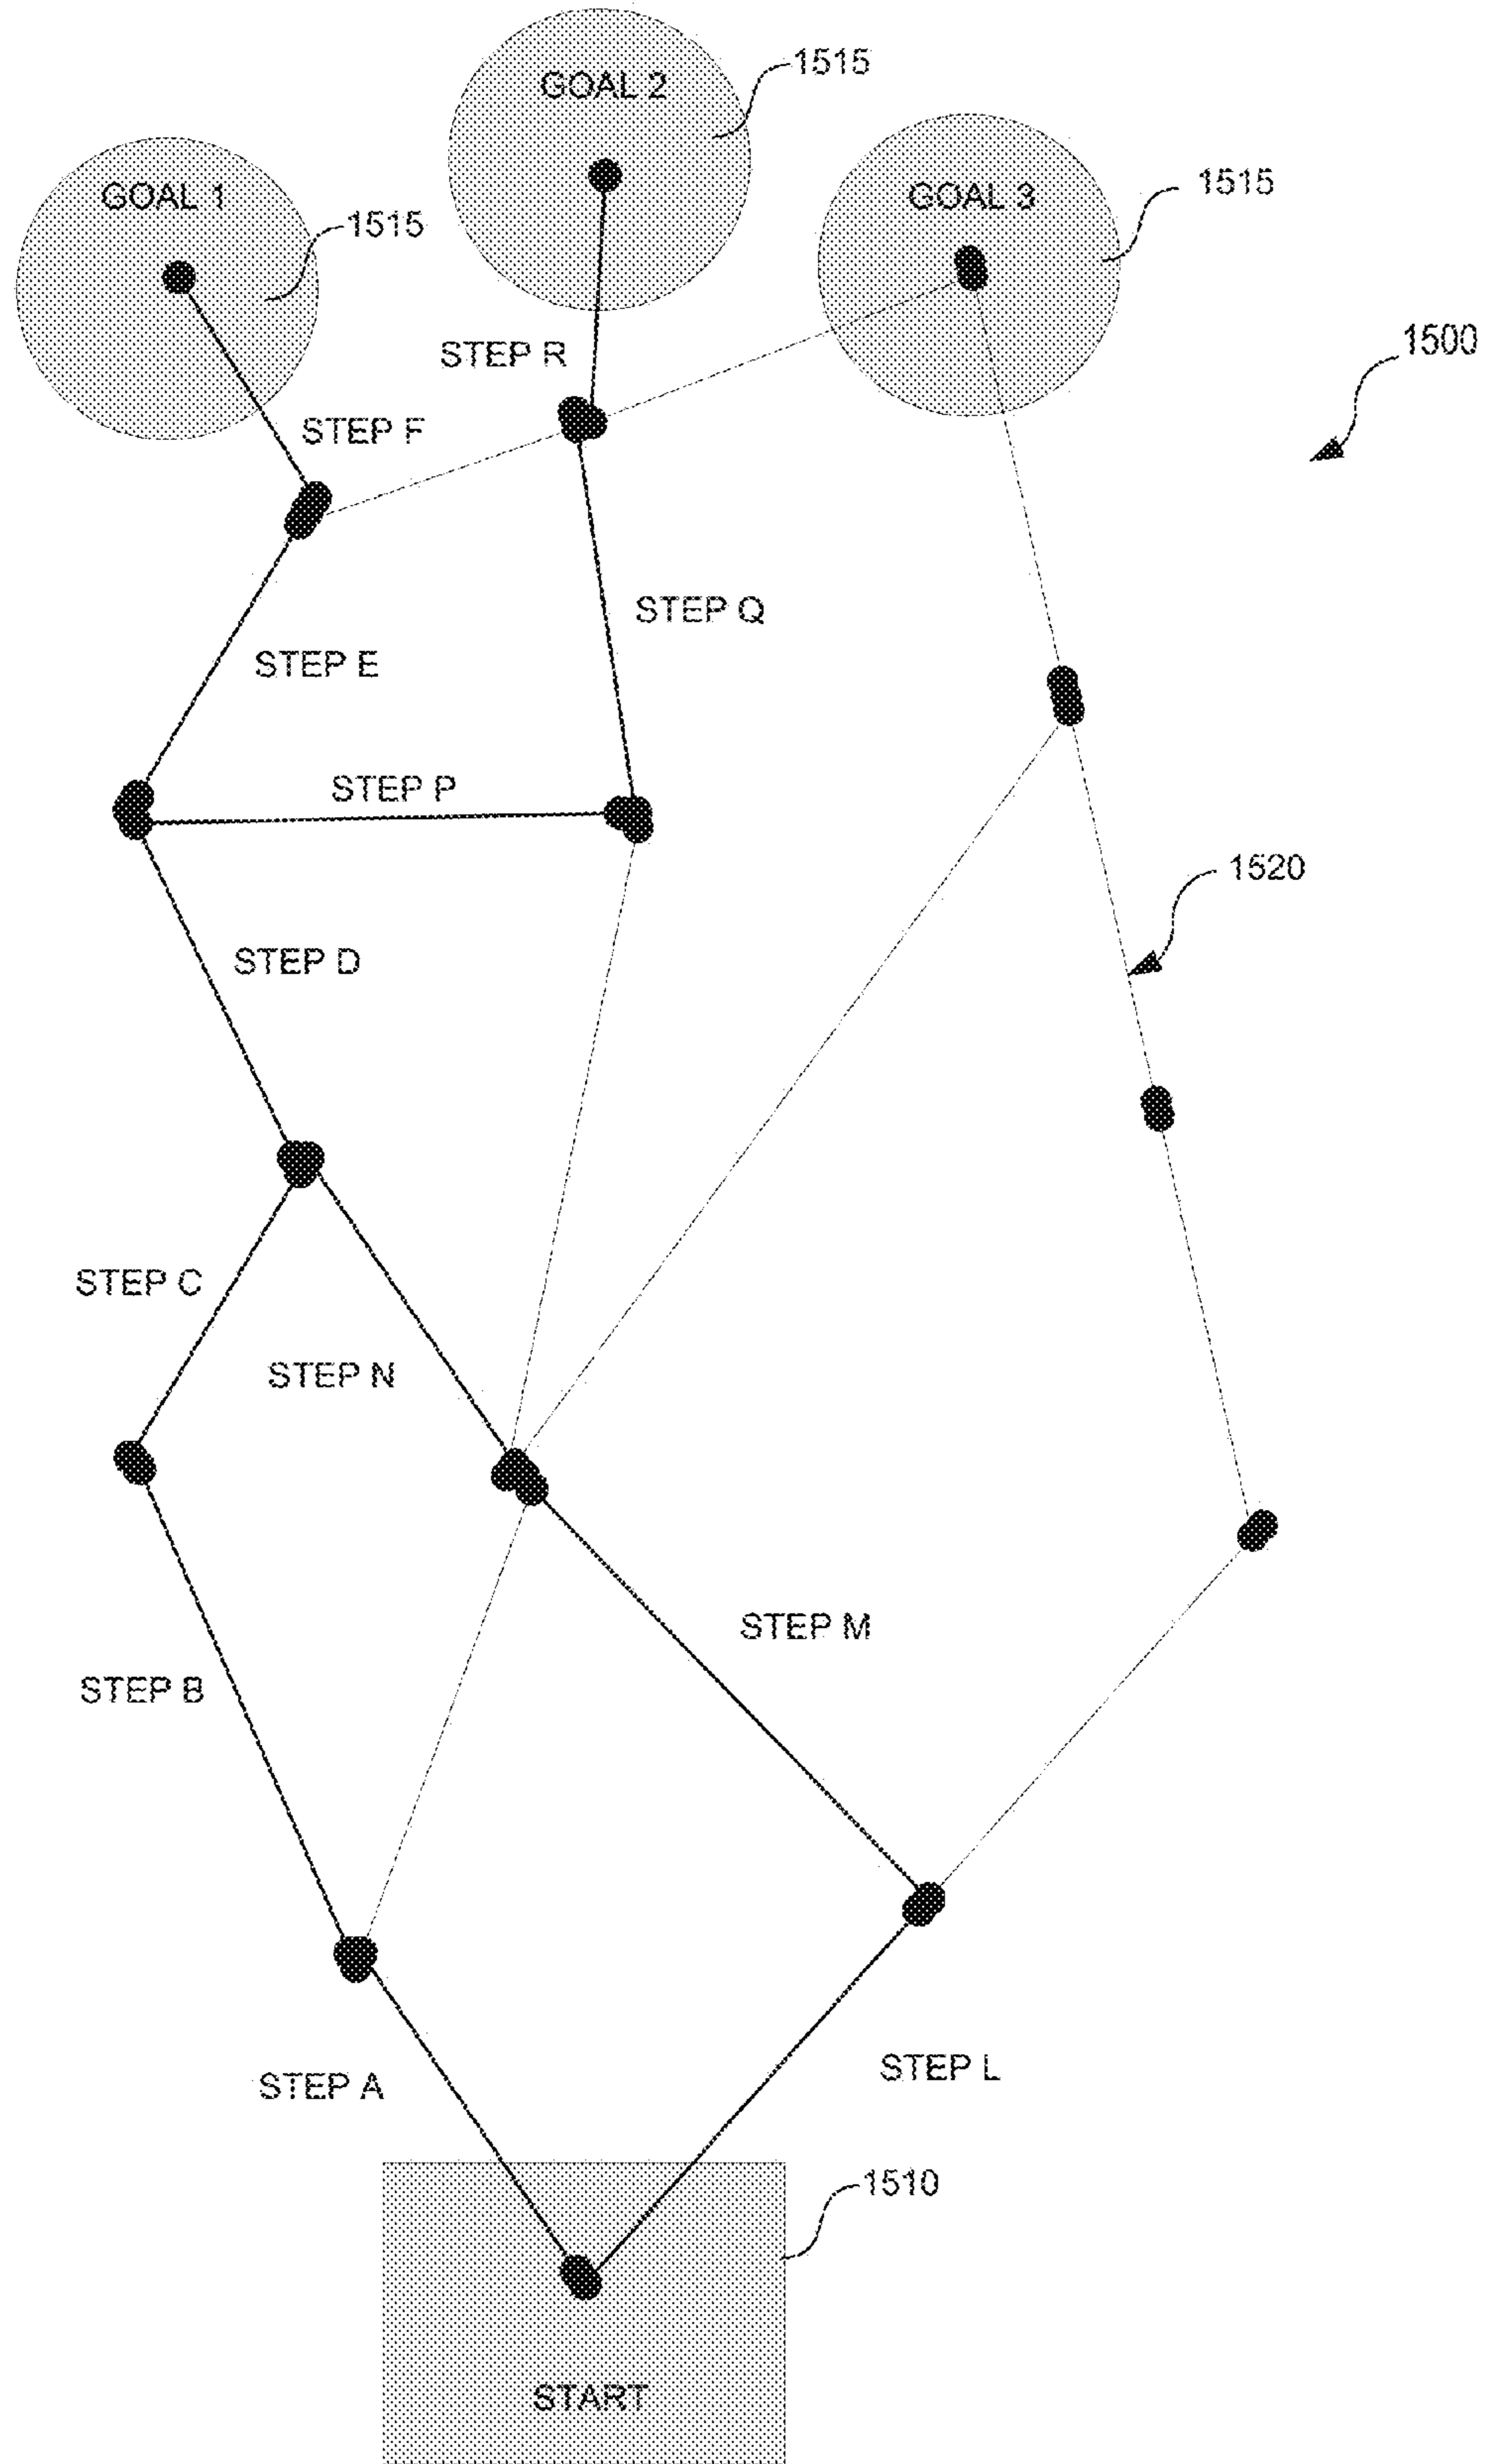 GOAL 2
1515
GOAL 1
1515
GOAL 3
1515
1500
STEP R
STEP F
STEP Q
STEP E
STEP P
1520
STEP D
STEP C
STEP N
STEP M
STEP B
STEP L
STEP A
1510
START